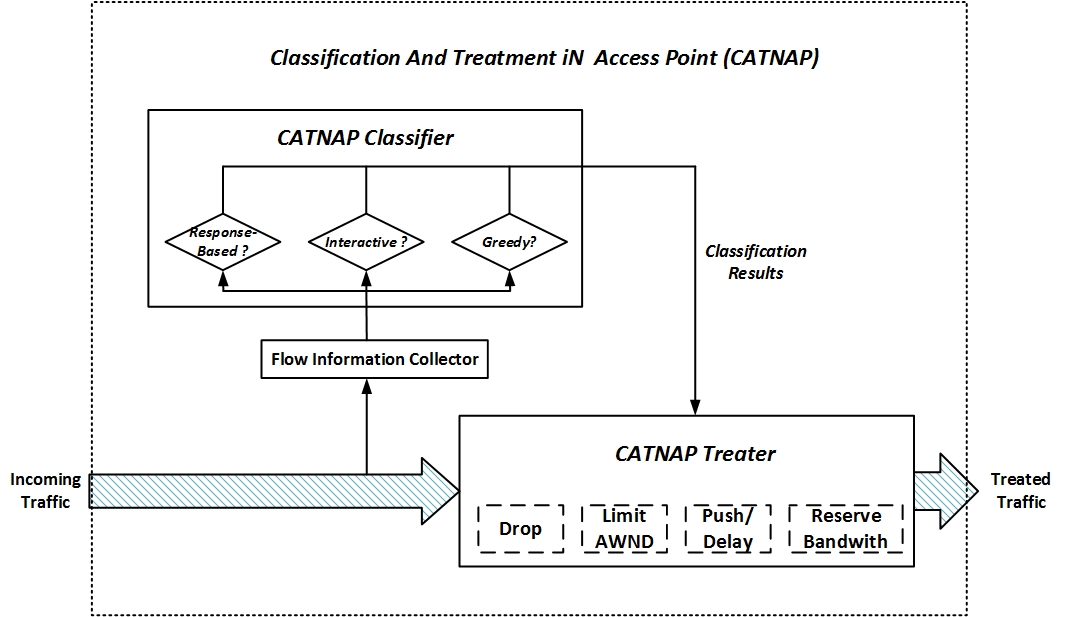 Classification And Treatment iN Access Point (CATNAP)
CATNAP Classifier
Response-
Based ?
Interactive ?
Greedy?
Classification
Results
Flow Information Collector
CATNAP Treater
Incoming
Traffic
Drop
Limit
AWND
Push/
Delay
Reserve
Bandwith
Treated
Traffic